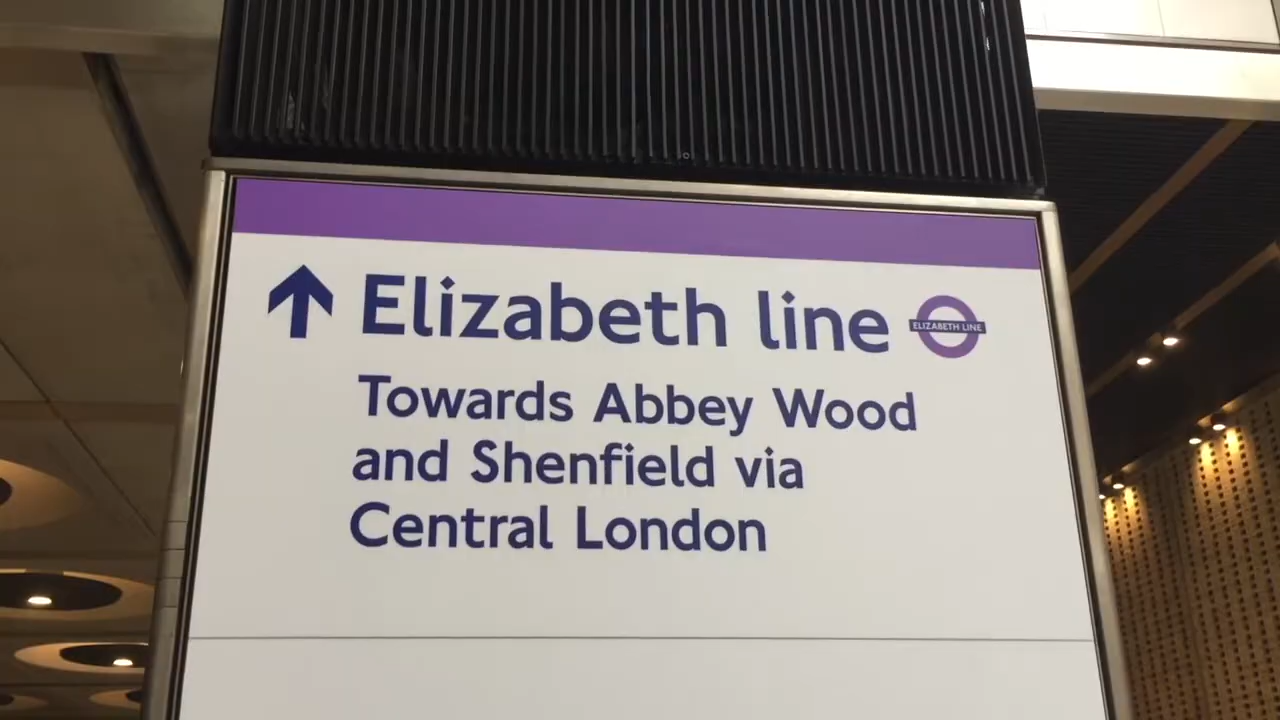 Elizabeth line
ELIZABETH LINE
Towards Abbey Wood
and Shenfield via
Central London